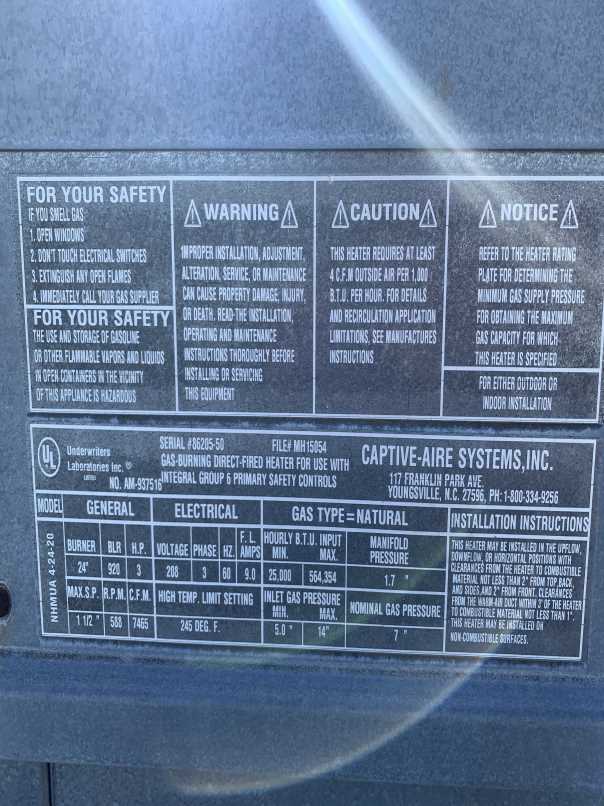 FOR YOUR SAFETY
IF YOU SMELL GAS
1. OPEN WINDOWS
2. DON'T TOUCH ELECTRICAL SWITCHES
3. EXTINGUISH ANY OPEN FLAMES
4. IMMEDIATELY CALL YOUR GAS SUPPLIER
FOR YOUR SAFETY
THE USE AND STORAGE OF GASOLINE
OR OTHER FLAMMABLE VAPORS AND LIQUIDS
IN OPEN CONTAINERS IN THE VICINITY
OF THIS APPLIANCE IS HAZARDOUS
WARNING
IMPROPER INSTALLATION, ADJUSTMENT,
ALTERATION, SERVICE, OR MAINTENANCE
CAN CAUSE PROPERTY DAMAGE, INJURY,
OR DEATH. READ THE INSTALLATION,
OPERATING AND MAINTENANCE
INSTRUCTIONS THOROUGHLY BEFORE
INSTALLING OR SERVICING
THIS EQUIPMENT
CAUTION
THIS HEATER REQUIRES AT LEAST
4 C.F.M OUTSIDE AIR PER 1,000
B.T.U. PER HOUR. FOR DETAILS
AND RECIRCULATION APPLICATION
LIMITATIONS, SEE MANUFACTURES
INSTRUCTIONS
NOTICE
REFER TO THE HEATER RATING
PLATE FOR DETERMINING THE
MINIMUM GAS SUPPLY PRESSURE
FOR OBTAINING THE MAXIMUM
GAS CAPACITY FOR WHICH
THIS HEATER IS SPECIFIED
FOR EITHER OUTDOOR OR
INDOOR INSTALLATION
UL
Underwriters
Laboratories Inc.®
LISTED
NO. AM-937516
SERIAL #86205-50 FILE# MH15054
GAS-BURNING DIRECT-FIRED HEATER FOR USE WITH
INTEGRAL GROUP 6 PRIMARY SAFETY CONTROLS
CAPTIVE-AIRE SYSTEMS, INC.
117 FRANKLIN PARK AVE.
YOUNGSVILLE, N.C. 27596, PH: 1-800-334-9256
MODEL
NHMUA 4-24-20
GENERAL
BURNER BLR H.P.
24" 920 3
MAX.S.P. R.P.M. C.F.M.
1 1/2 " 588 7465
ELECTRICAL
VOLTAGE PHASE HZ. F. L. AMPS
208 3 60 9.0
HIGH TEMP. LIMIT SETTING
245 DEG. F.
GAS TYPE=NATURAL
HOURLY B.T.U. INPUT
MIN. MAX.
25,000 564,354
MANIFOLD
PRESSURE
1.7 "
INLET GAS PRESSURE
MIN. MAX.
5.0 " 14"
NOMINAL GAS PRESSURE
7 "
INSTALLATION INSTRUCTIONS
THIS HEATER MAY BE INSTALLED IN THE UPFLOW,
DOWNFLOW, OR HORIZONTAL POSITIONS WITH
CLEARANCES FROM THE HEATER TO COMBUSTIBLE
MATERIAL NOT LESS THAN 2" FROM TOP, BACK,
AND SIDES,AND 2" FROM FRONT, CLEARANCES
FROM THE WARM-AIR DUCT WITHIN 3' OF THE HEATER
TO COMBUSTIBLE MATERIAL NOT LESS THAN 1".
THIS HEATER MAY BE INSTALLED ON
NON-COMBUSTIBLE SURFACES.